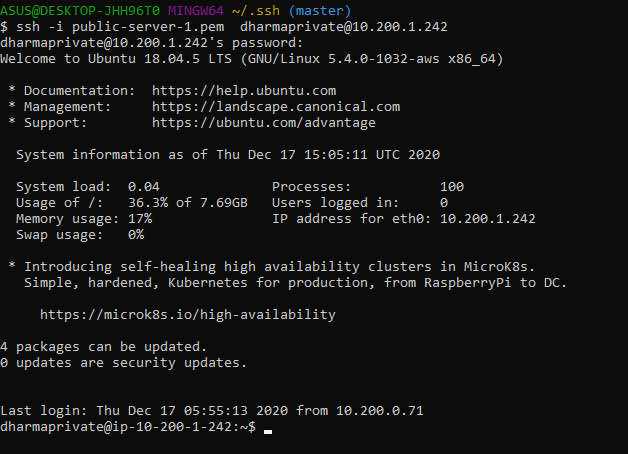 ASUS@DESKTOP-JHH96T0 MINGW64 ~/.ssh (master)
$ ssh -i public-server-1.pem  dharmaprivate@10.200.1.242
dharmaprivate@10.200.1.242's password:
Welcome to Ubuntu 18.04.5 LTS (GNU/Linux 5.4.0-1032-aws x86_64)

 * Documentation:  https://help.ubuntu.com
 * Management:     https://landscape.canonical.com
 * Support:        https://ubuntu.com/advantage

  System information as of Thu Dec 17 15:05:11 UTC 2020

  System load:  0.04              Processes:           100
  Usage of /:   36.3% of 7.69GB   Users logged in:     0
  Memory usage: 17%               IP address for eth0: 10.200.1.242
  Swap usage:   0%

 * Introducing self-healing high availability clusters in MicroK8s.
   Simple, hardened, Kubernetes for production, from RaspberryPi to DC.

     https://microk8s.io/high-availability

4 packages can be updated.
0 updates are security updates.


Last login: Thu Dec 17 05:55:13 2020 from 10.200.0.71
dharmaprivate@ip-10-200-1-242:~$